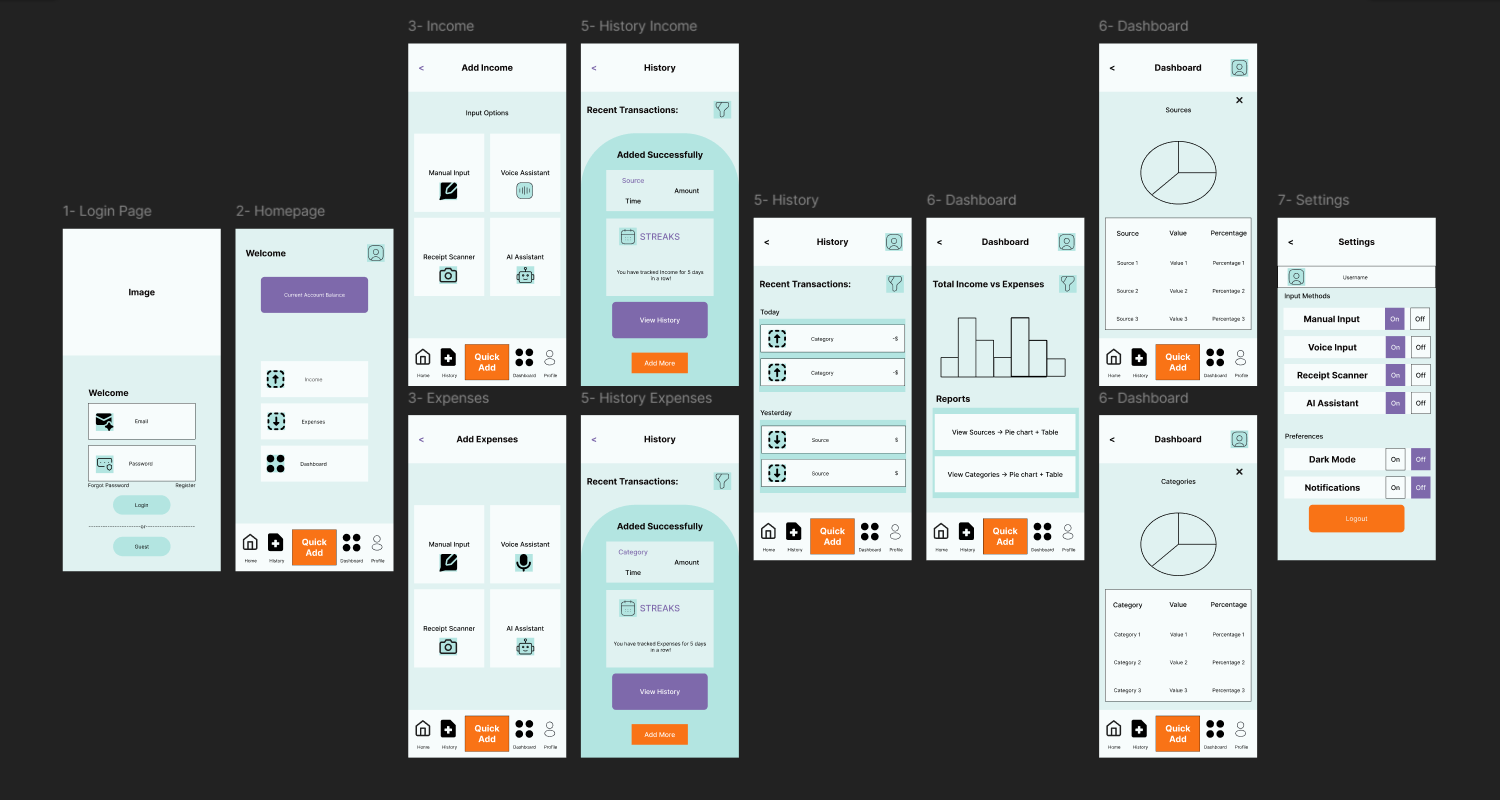 1- Login Page
Image
Welcome
Email
Password
Forgot Password
Register
Login
or
Guest
2- Homepage
Welcome
Current Account Balance
Income
Expenses
Dashboard
Home
History
Quick
Add
Dashboard
Profile
3- Income
<
Add Income
Input Options
Manual Input
Voice Assistant
Receipt Scanner
AI Assistant
Home
History
Quick
Add
Dashboard
Profile
3- Expenses
<
Add Expenses
Manual Input
Voice Assistant
Receipt Scanner
AI Assistant
Home
History
Quick
Add
Dashboard
Profile
5- History Income
<
History
Recent Transactions:
Added Successfully
Source
Amount
Time
STREAKS
You have tracked Income for 5 days
in a row!
View History
Add More
5- History Expenses
<
History
Recent Transactions:
Added Successfully
Category
Amount
Time
STREAKS
You have tracked Expenses for 5 days
in a row!
View History
Add More
5- History
<
History
Recent Transactions:
Today
Category -$
Category -$
Yesterday
Source $
Source $
Home
History
Quick
Add
Dashboard
Profile
6- Dashboard
<
Dashboard
Total Income vs Expenses
Reports
View Sources → Pie chart + Table
View Categories → Pie chart + Table
Home
History
Quick
Add
Dashboard
Profile
6- Dashboard
<
Dashboard
×
Sources
Source Value Percentage
Source 1 Value 1 Percentage 1
Source 2 Value 2 Percentage 2
Source 3 Value 3 Percentage 3
Home
History
Quick
Add
Dashboard
Profile
6- Dashboard
<
Dashboard
×
Categories
Category Value Percentage
Category 1 Value 1 Percentage 1
Category 2 Value 2 Percentage 2
Category 3 Value 3 Percentage 3
Home
History
Quick
Add
Dashboard
Profile
7- Settings
<
Settings
Username
Input Methods
Manual Input On Off
Voice Input On Off
Receipt Scanner On Off
AI Assistant On Off
Preferences
Dark Mode On Off
Notifications On Off
Logout